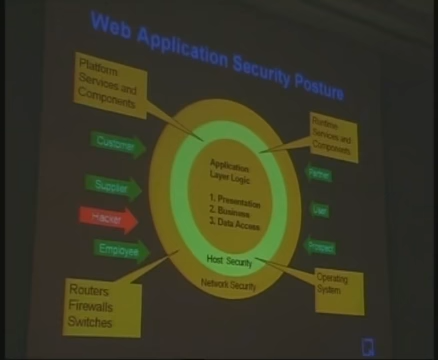 Web Application Security Posture
Platform
Services and
Components
Runtime
Services and
Components
Customer
Supplier
Hacker
Employee
Application
Layer Logic
1. Presentation
2. Business
3. Data Access
Host Security
Network Security
Partner
User
Prospect
Routers
Firewalls
Switches
Operating
System